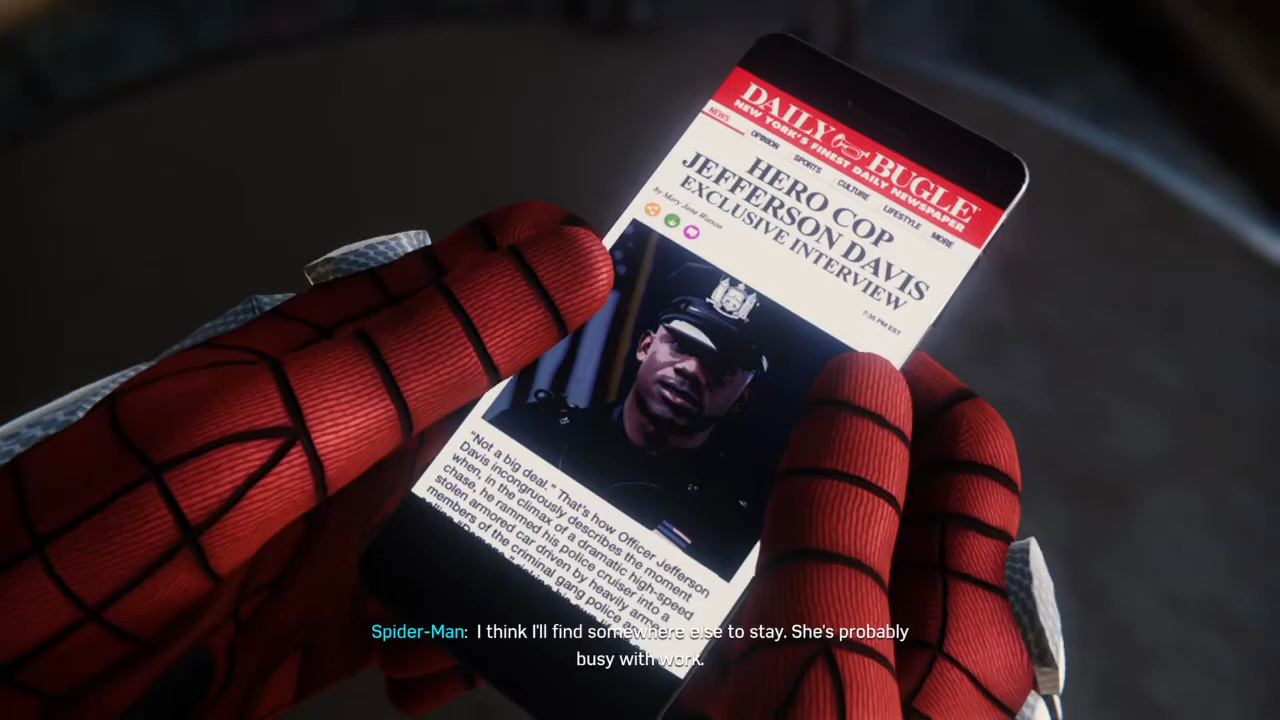 DAILY BUGLE
NEW YORK'S FINEST DAILY NEWSPAPER
NEWS OPINION SPORTS CULTURE LIFESTYLE MORE
HERO COP
JEFFERSON DAVIS
EXCLUSIVE INTERVIEW
by Mary Jane Watson
7:35 PM EST
"Not a big deal." That's how Officer Jefferson
Davis incongruously describes the moment
when, in the climax of a dramatic high-speed
chase, he rammed his police cruiser into a
stolen armored car driven by heavily
members of the criminal gang police
Spider-Man: I think I'll find somewhere else to stay. She's probably
busy with work.